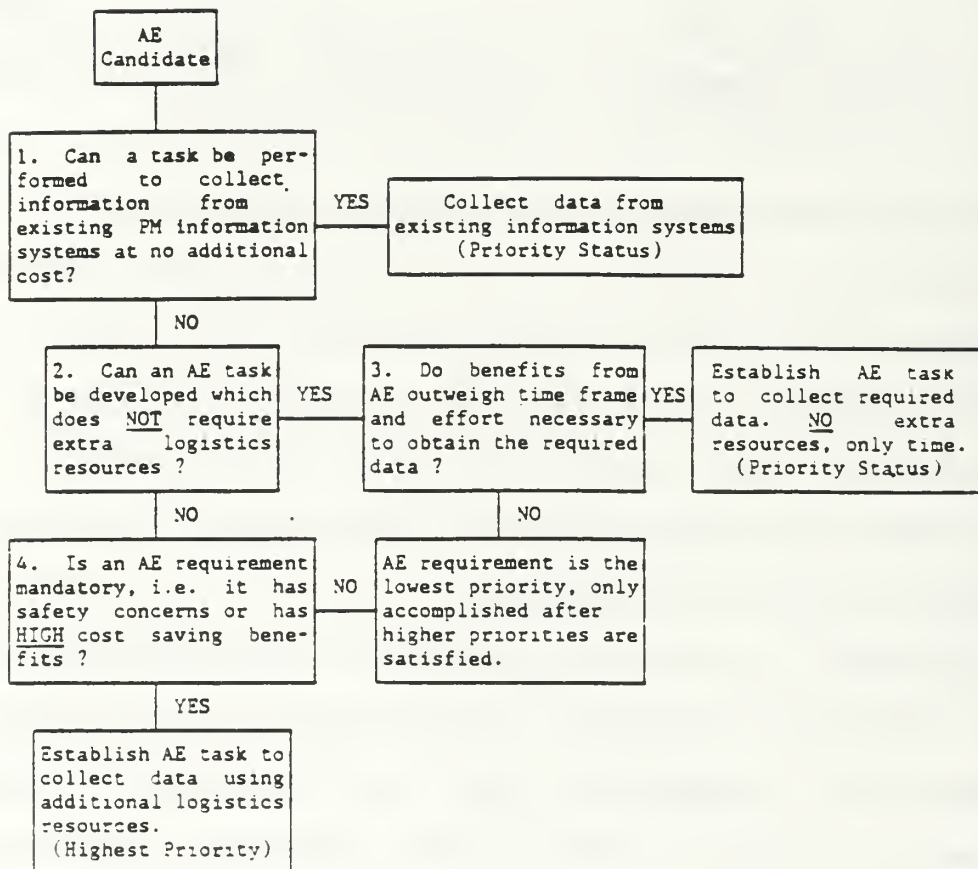 AE
Candidate
1. Can a task be per-
formed to collect
information from
existing PM information
systems at no additional
cost?
YES
Collect data from
existing information systems
(Priority Status)
NO
2. Can an AE task
be developed which
does NOT require
extra logistics
resources ?
YES
3. Do benefits from
AE outweigh time frame
and effort necessary
to obtain the required
data ?
YES
Establish AE task
to collect required
data. NO extra
resources, only time.
(Priority Status)
NO
NO
4. Is an AE requirement
mandatory, i.e. it has
safety concerns or has
HIGH cost saving bene-
fits ?
NO
AE requirement is the
lowest priority, only
accomplished after
higher priorities are
satisfied.
YES
Establish AE task to
collect data using
additional logistics
resources.
(Highest Priority)